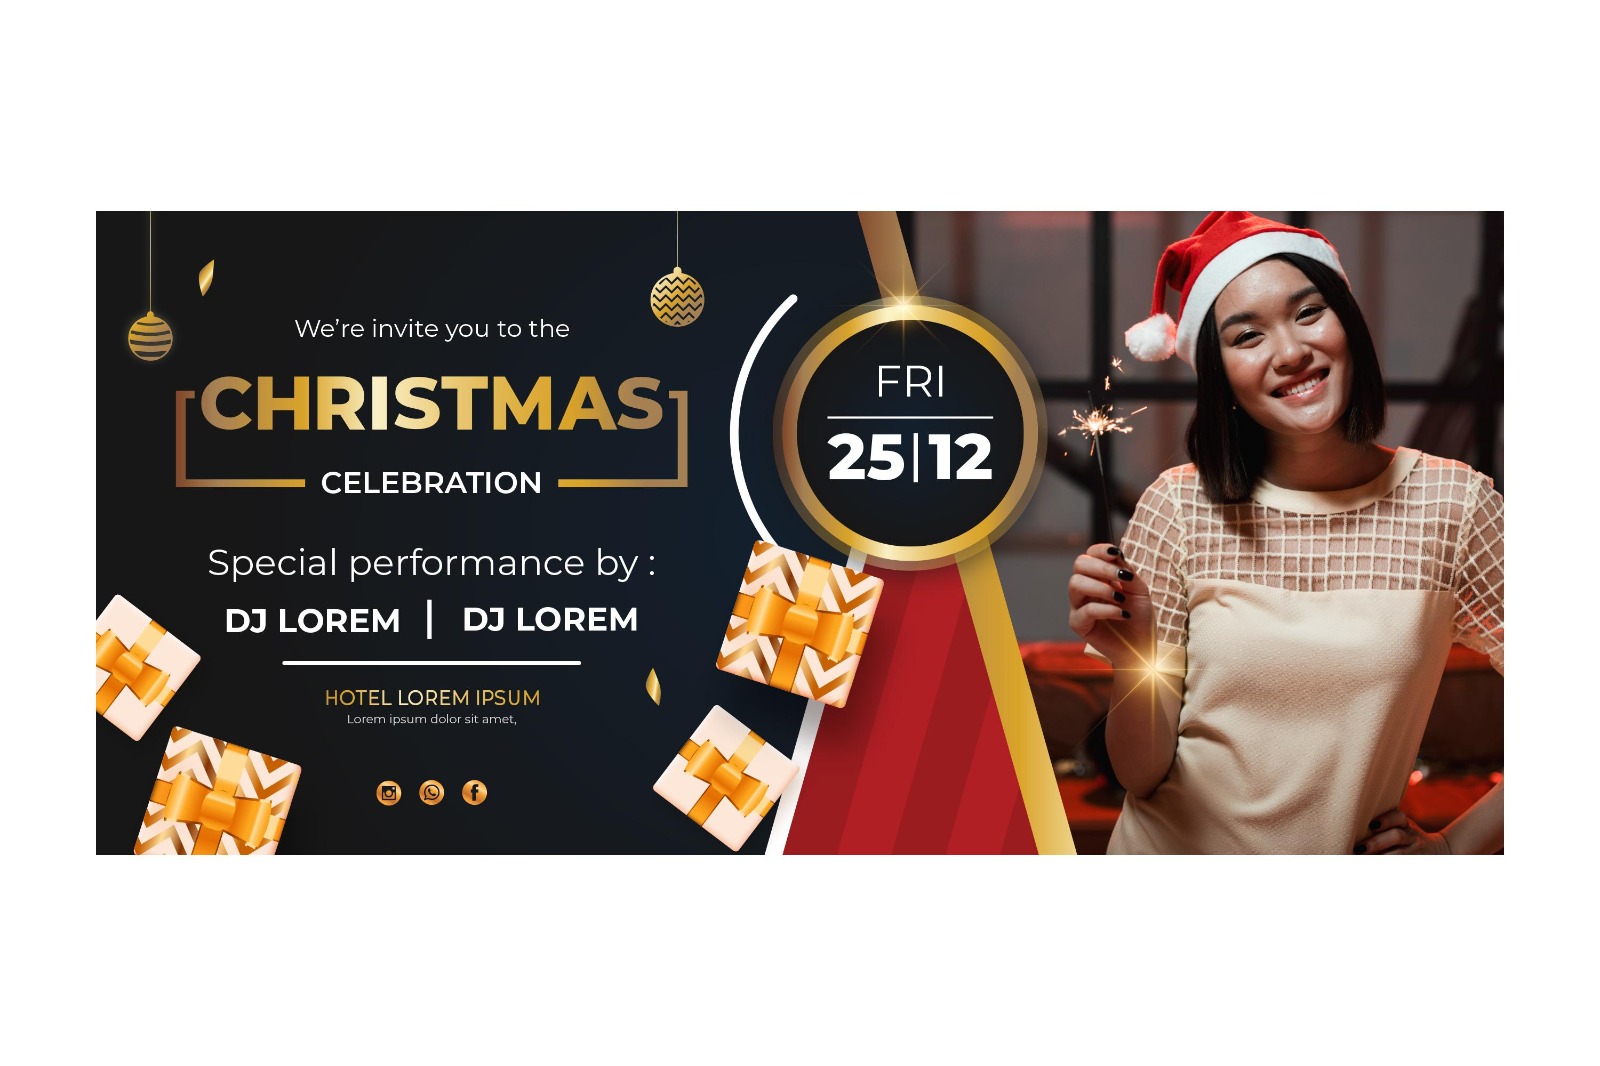 We're invite you to the
CHRISTMAS
CELEBRATION
Special performance by :
DJ LOREM | DJ LOREM
HOTEL LOREM IPSUM
Lorem ipsum dolor sit amet,
FRI
25|12